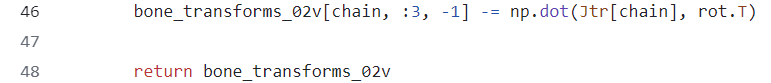 46 bone_transforms_02v[chain, :3, -1] -= np.dot(Jtr[chain], rot.T)
47
48 return bone_transforms_02v